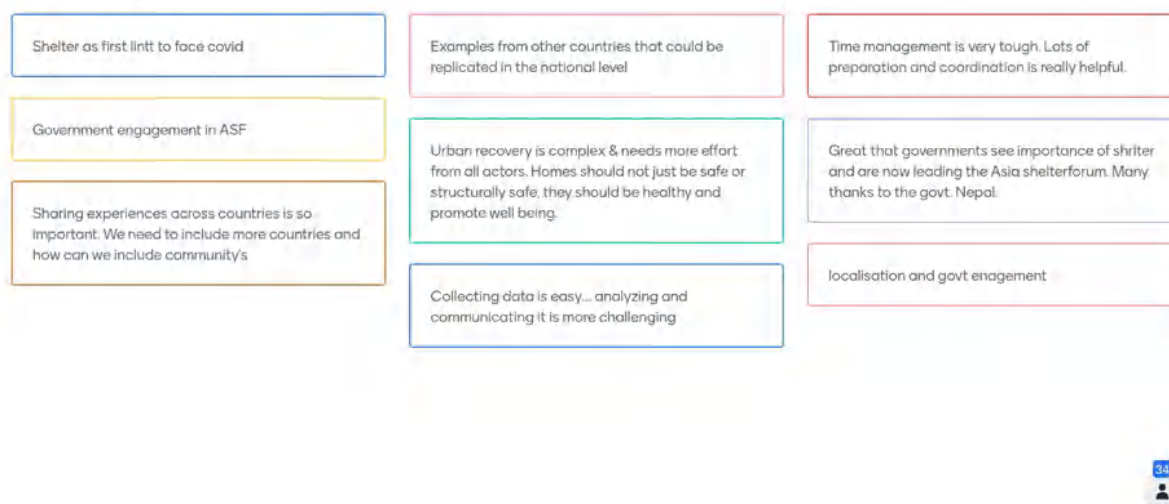 Shelter as first lintt to face covid
Government engagement in ASF
Sharing experiences across countries is so
important. We need to include more countries and
how can we include community's
Examples from other countries that could be
replicated in the national level
Urban recovery is complex & needs more effort
from all actors. Homes should not just be safe or
structurally safe, they should be healthy and
promote well being.
Collecting data is easy... analyzing and
communicating it is more challenging
Time management is very tough. Lots of
preparation and coordination is really helpful.
Great that governments see importance of shrlter
and are now leading the Asia shelterforum. Many
thanks to the govt. Nepal.
localisation and govt enagement
34